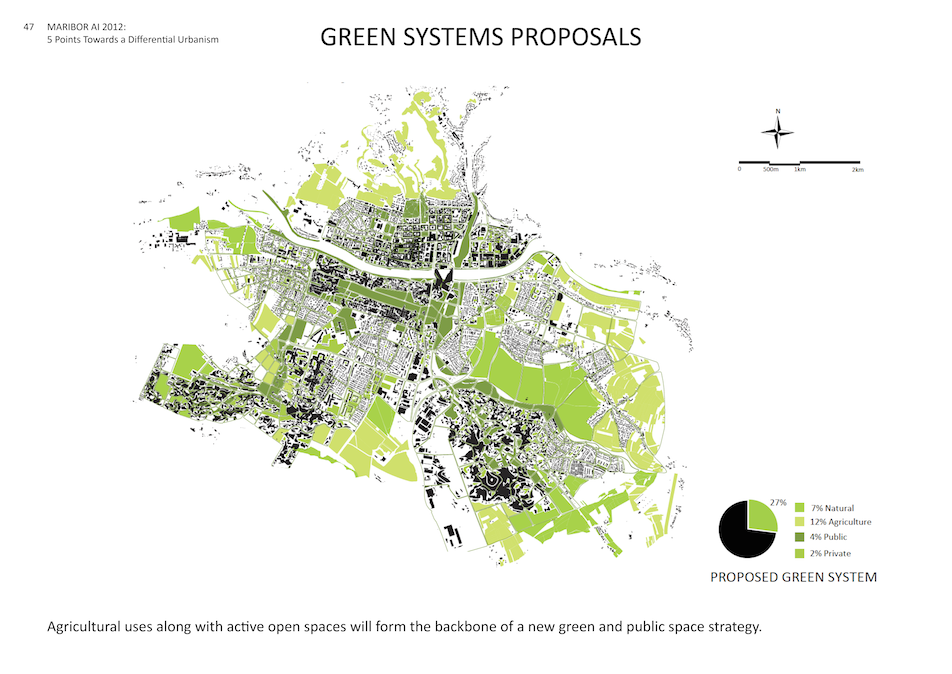 47 MARIBOR AI 2012:
5 Points Towards a Differential Urbanism
GREEN SYSTEMS PROPOSALS
N
0 500m 1km 2km
27%
7% Natural
12% Agriculture
4% Public
2% Private
PROPOSED GREEN SYSTEM
Agricultural uses along with active open spaces will form the backbone of a new green and public space strategy.